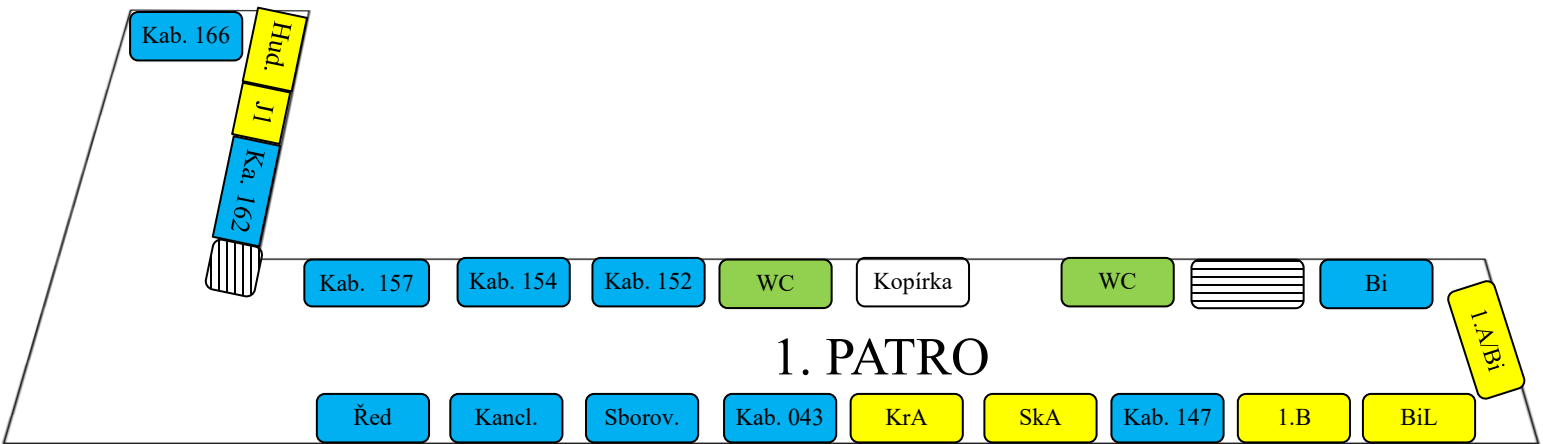 Kab. 166
Hud.
J1
Ka. 162
Kab. 157
Kab. 154
Kab. 152
WC
Kopírka
WC
Bi
1.A/Bi
1. PATRO
Řed
Kancl.
Sborov.
Kab. 043
KrA
SkA
Kab. 147
1.B
BiL